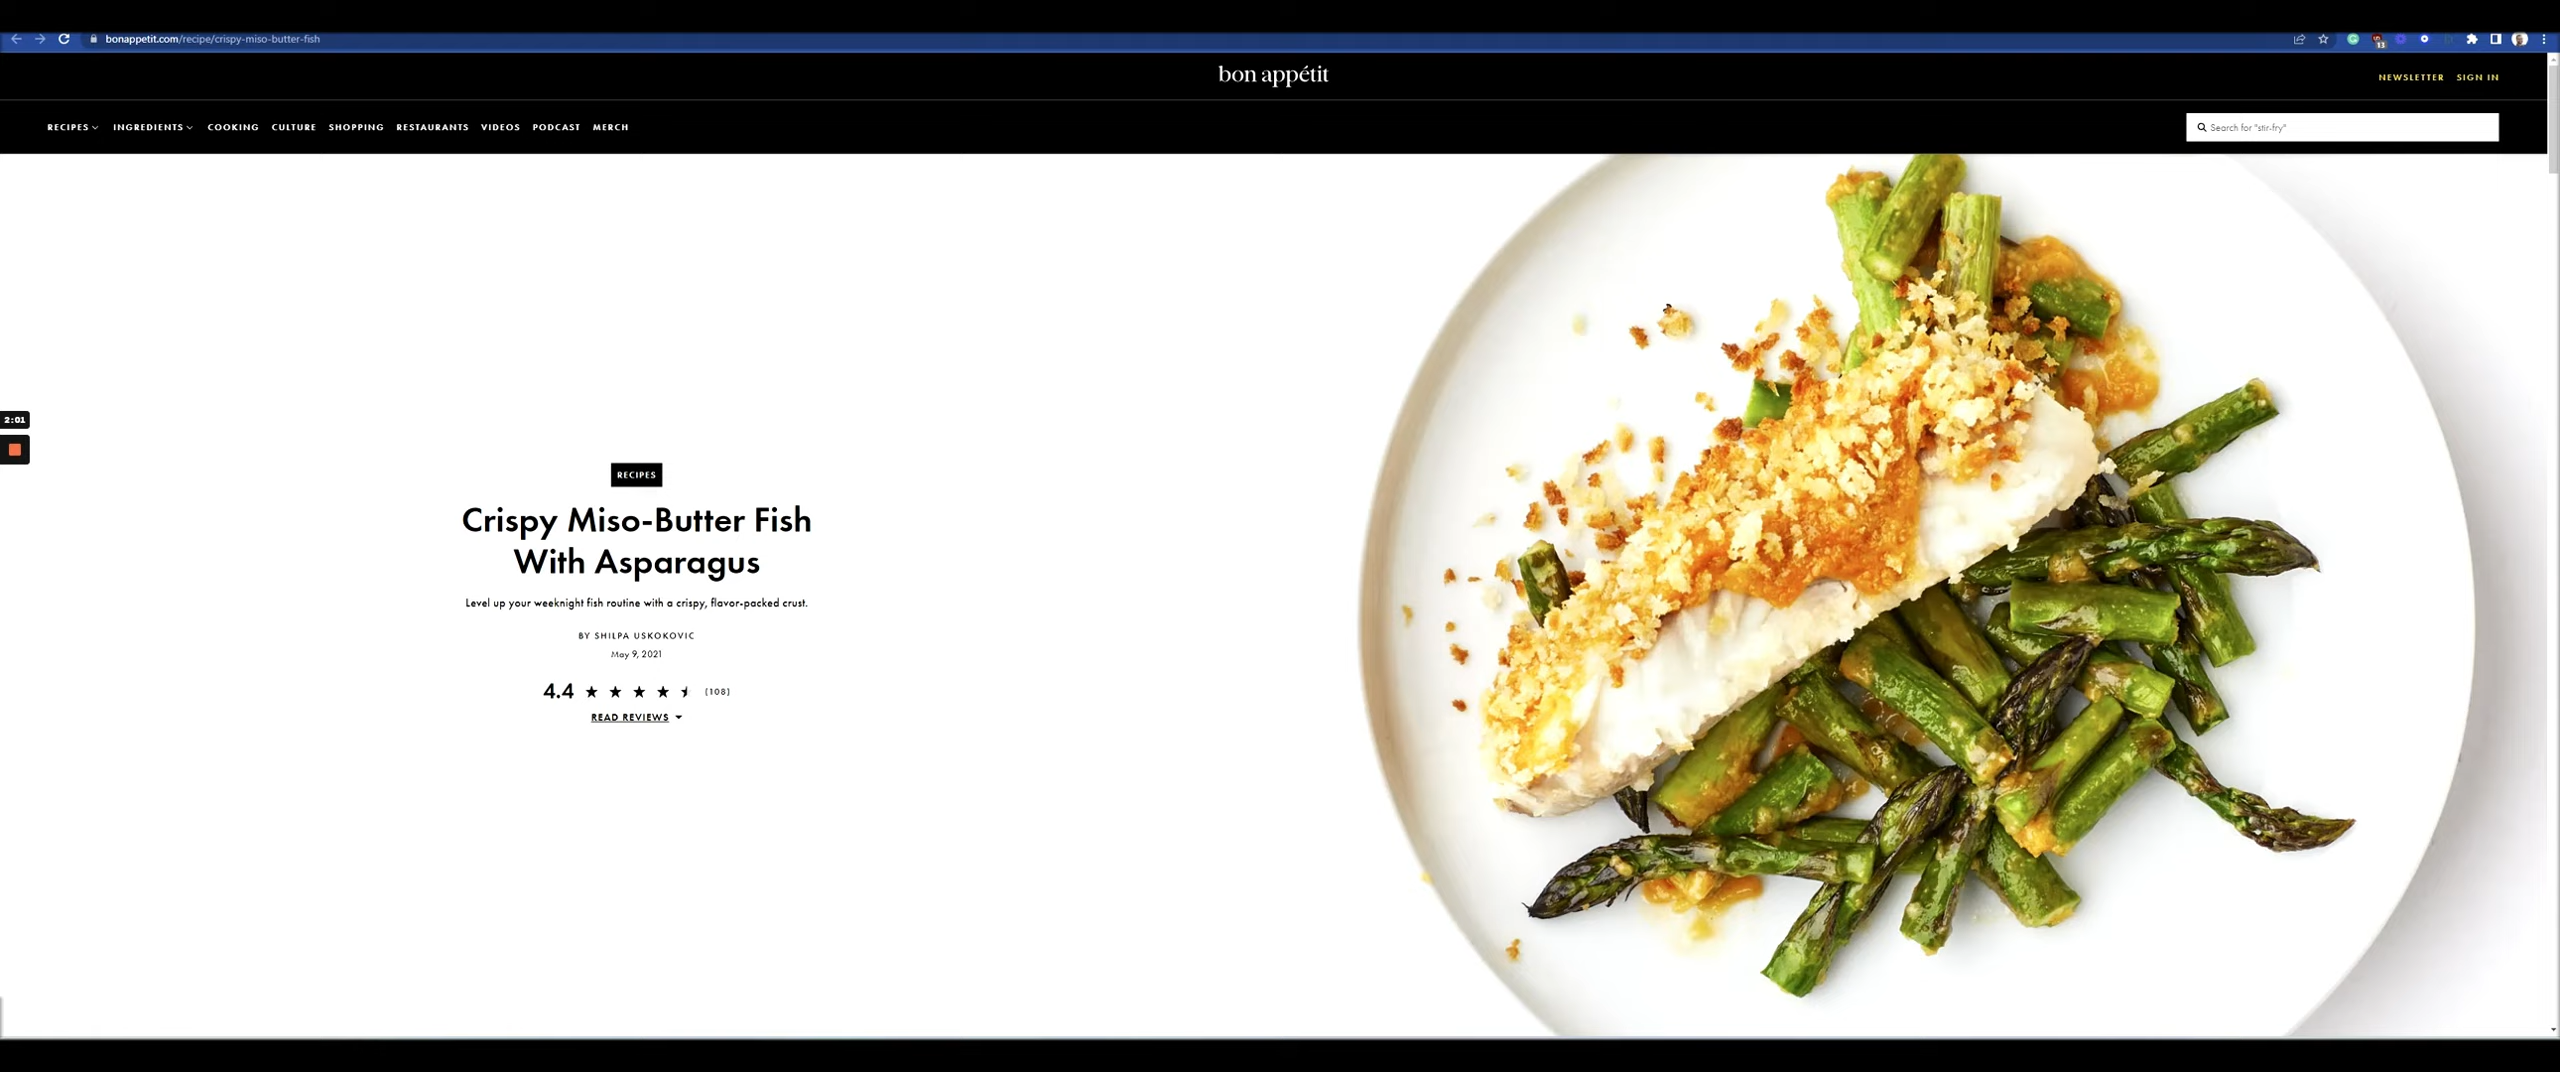 bonappetit.com/recipe/crispy-miso-butter-fish
13
bon appétit
NEWSLETTER SIGN IN
RECIPES INGREDIENTS COOKING CULTURE SHOPPING RESTAURANTS VIDEOS PODCAST MERCH
Search for "stir-fry"
2:01
RECIPES
Crispy Miso-Butter Fish
With Asparagus
Level up your weeknight fish routine with a crispy, flavor-packed crust.
BY SHILPA USKOKOVIC
May 9, 2021
4.4 ★ ★ ★ ★ (108)
READ REVIEWS